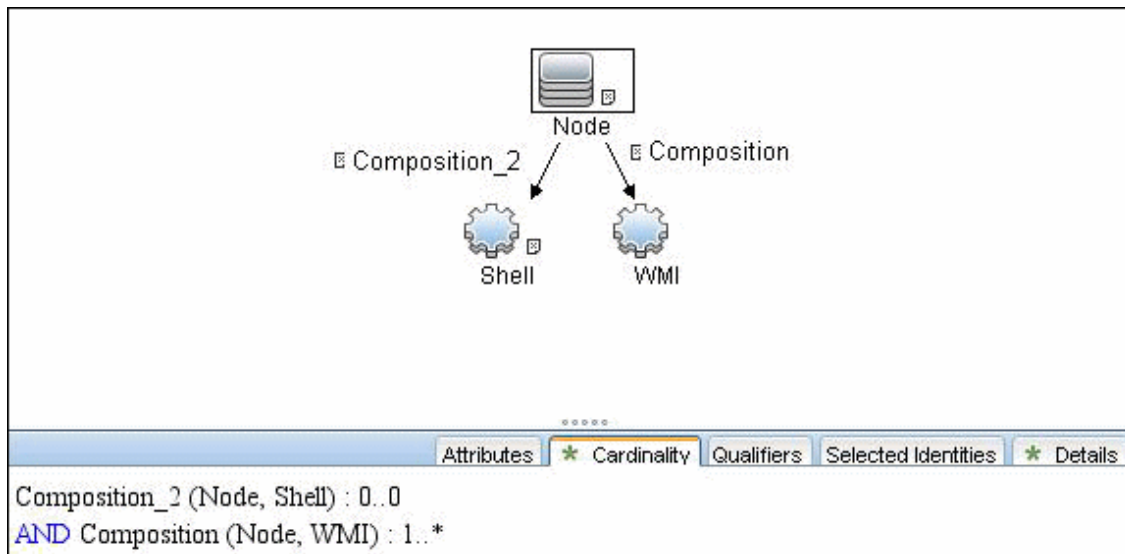 Node
Composition_2
Composition
Shell
WMI
Attributes * Cardinality Qualifiers Selected Identities * Details
Composition_2 (Node, Shell) : 0..0
AND Composition (Node, WMI) : 1..*